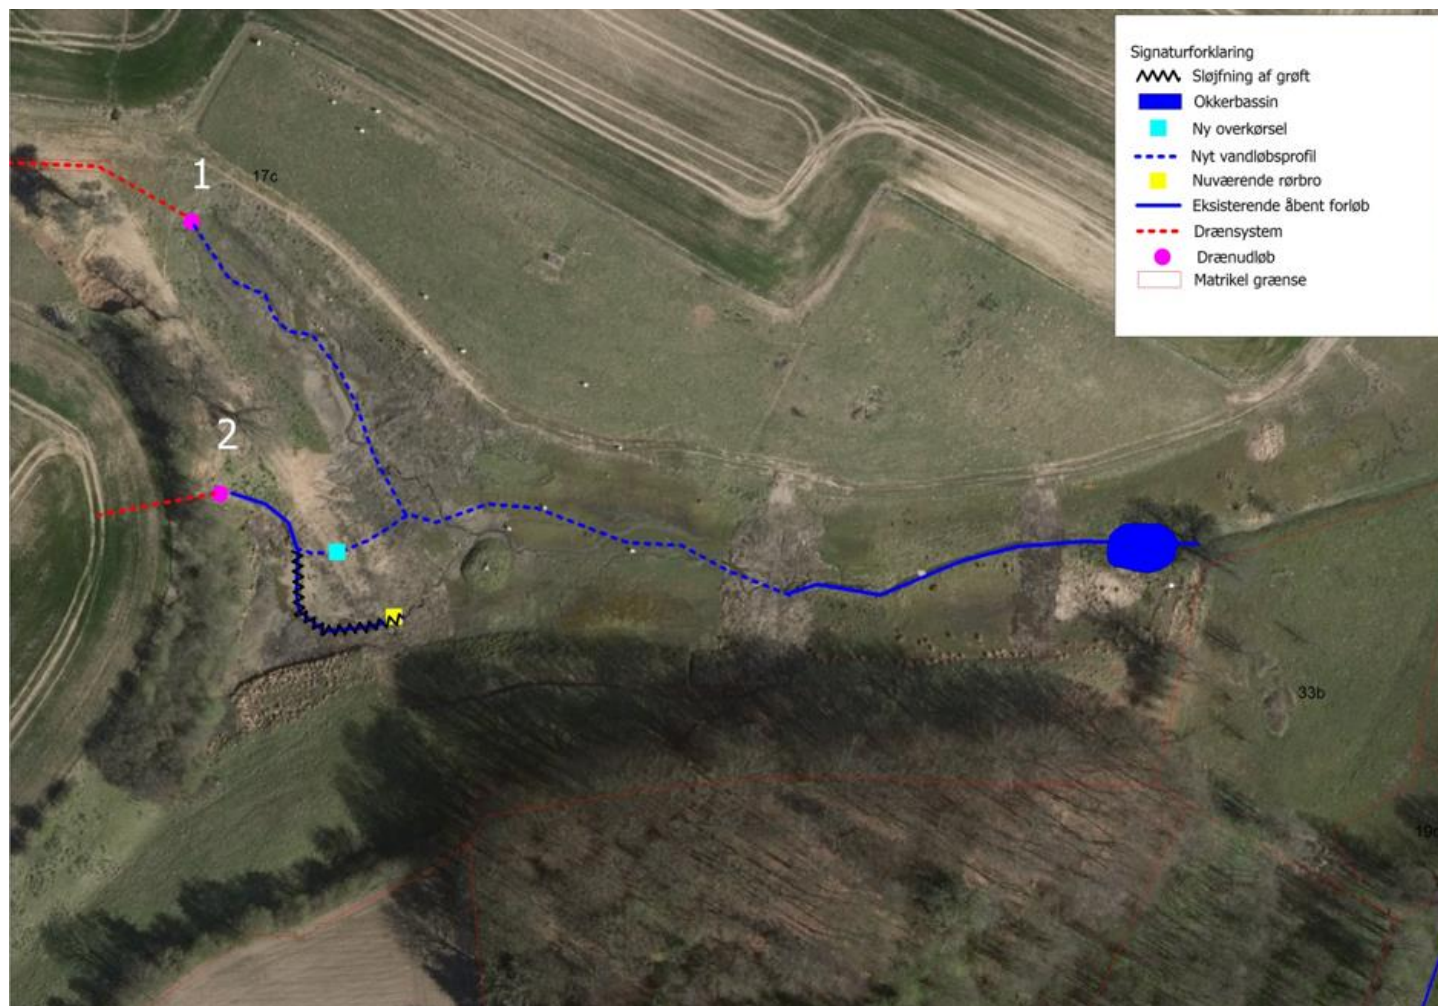 Signaturforklaring
Sløjfning af grøft
Okkerbassin
Ny overkørsel
Nyt vandløbsprofil
Nuværende rørbro
Eksisterende åbent forløb
Drænsystem
Drænudløb
Matrikel grænse
1
17c
2
33b